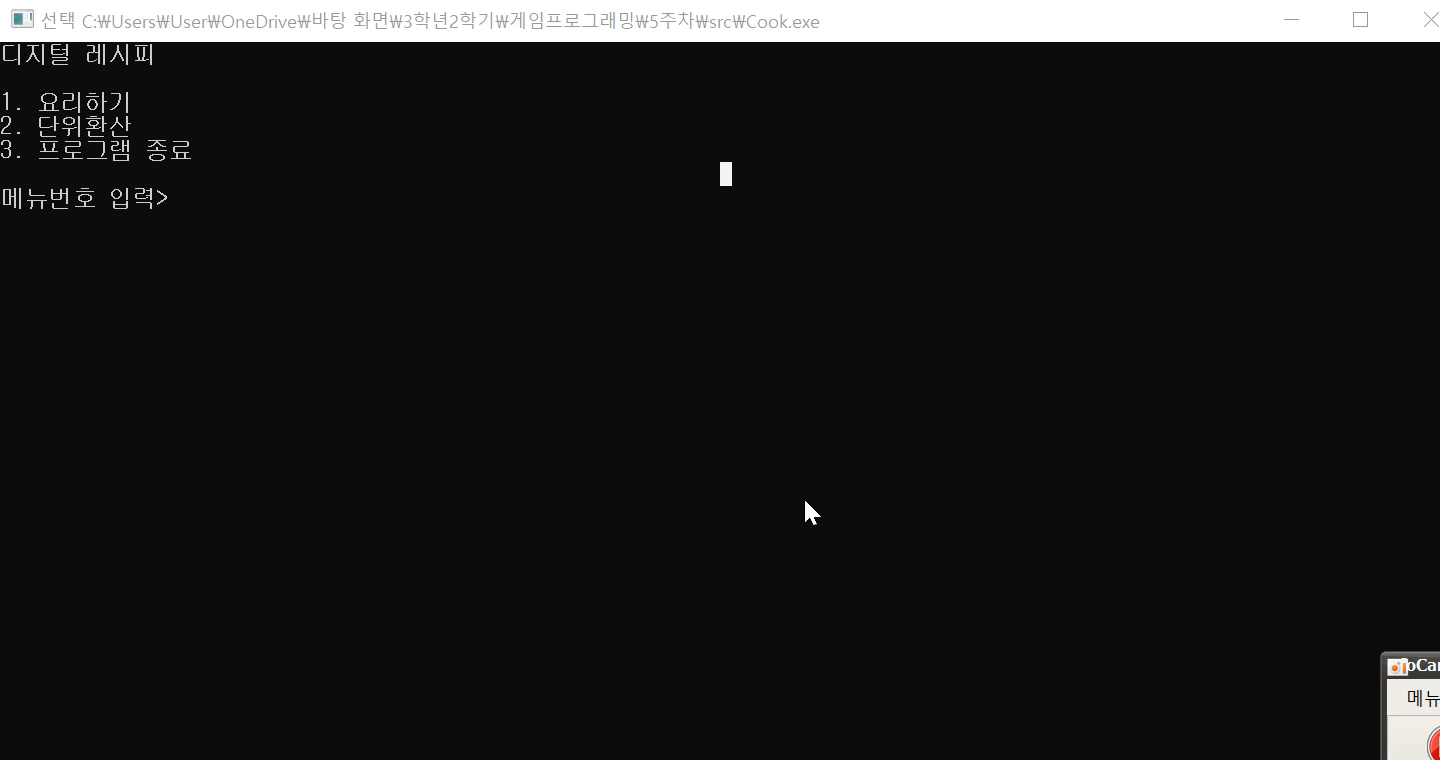 선택 C:₩Users₩User₩OneDrive₩바탕 화면₩3학년2학기₩게임프로그래밍₩5주차₩src₩Cook.exe
디지털 레시피
1. 요리하기
2. 단위환산
3. 프로그램 종료
메뉴번호 입력>
메뉴